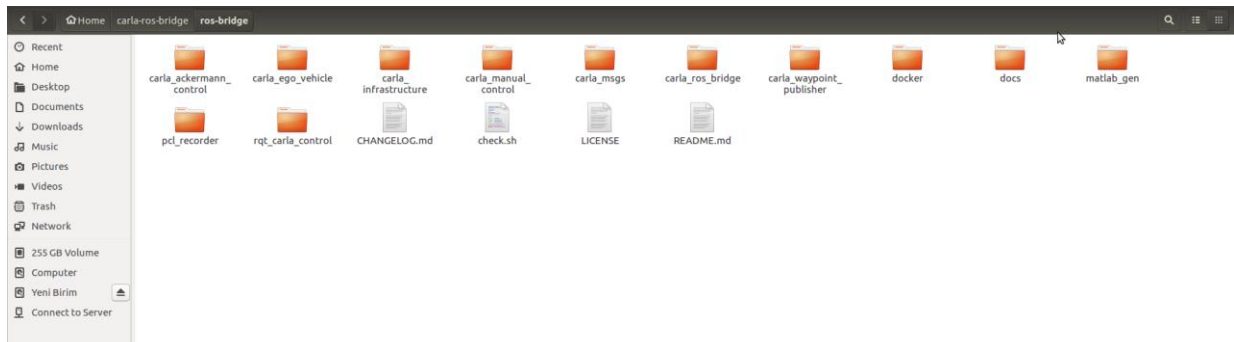 Home carla-ros-bridge ros-bridge
Recent
Home
Desktop
Documents
Downloads
Music
Pictures
Videos
Trash
Network
255 GB Volume
Computer
Yeni Birim
Connect to Server
carla_ackermann_
control
carla_ego_vehicle
carla_
infrastructure
carla_manual_
control
carla_msgs
carla_ros_bridge
carla_waypoint_
publisher
docker
docs
matlab_gen
pcl_recorder
rqt_carla_control
CHANGELOG.md
check.sh
LICENSE
README.md